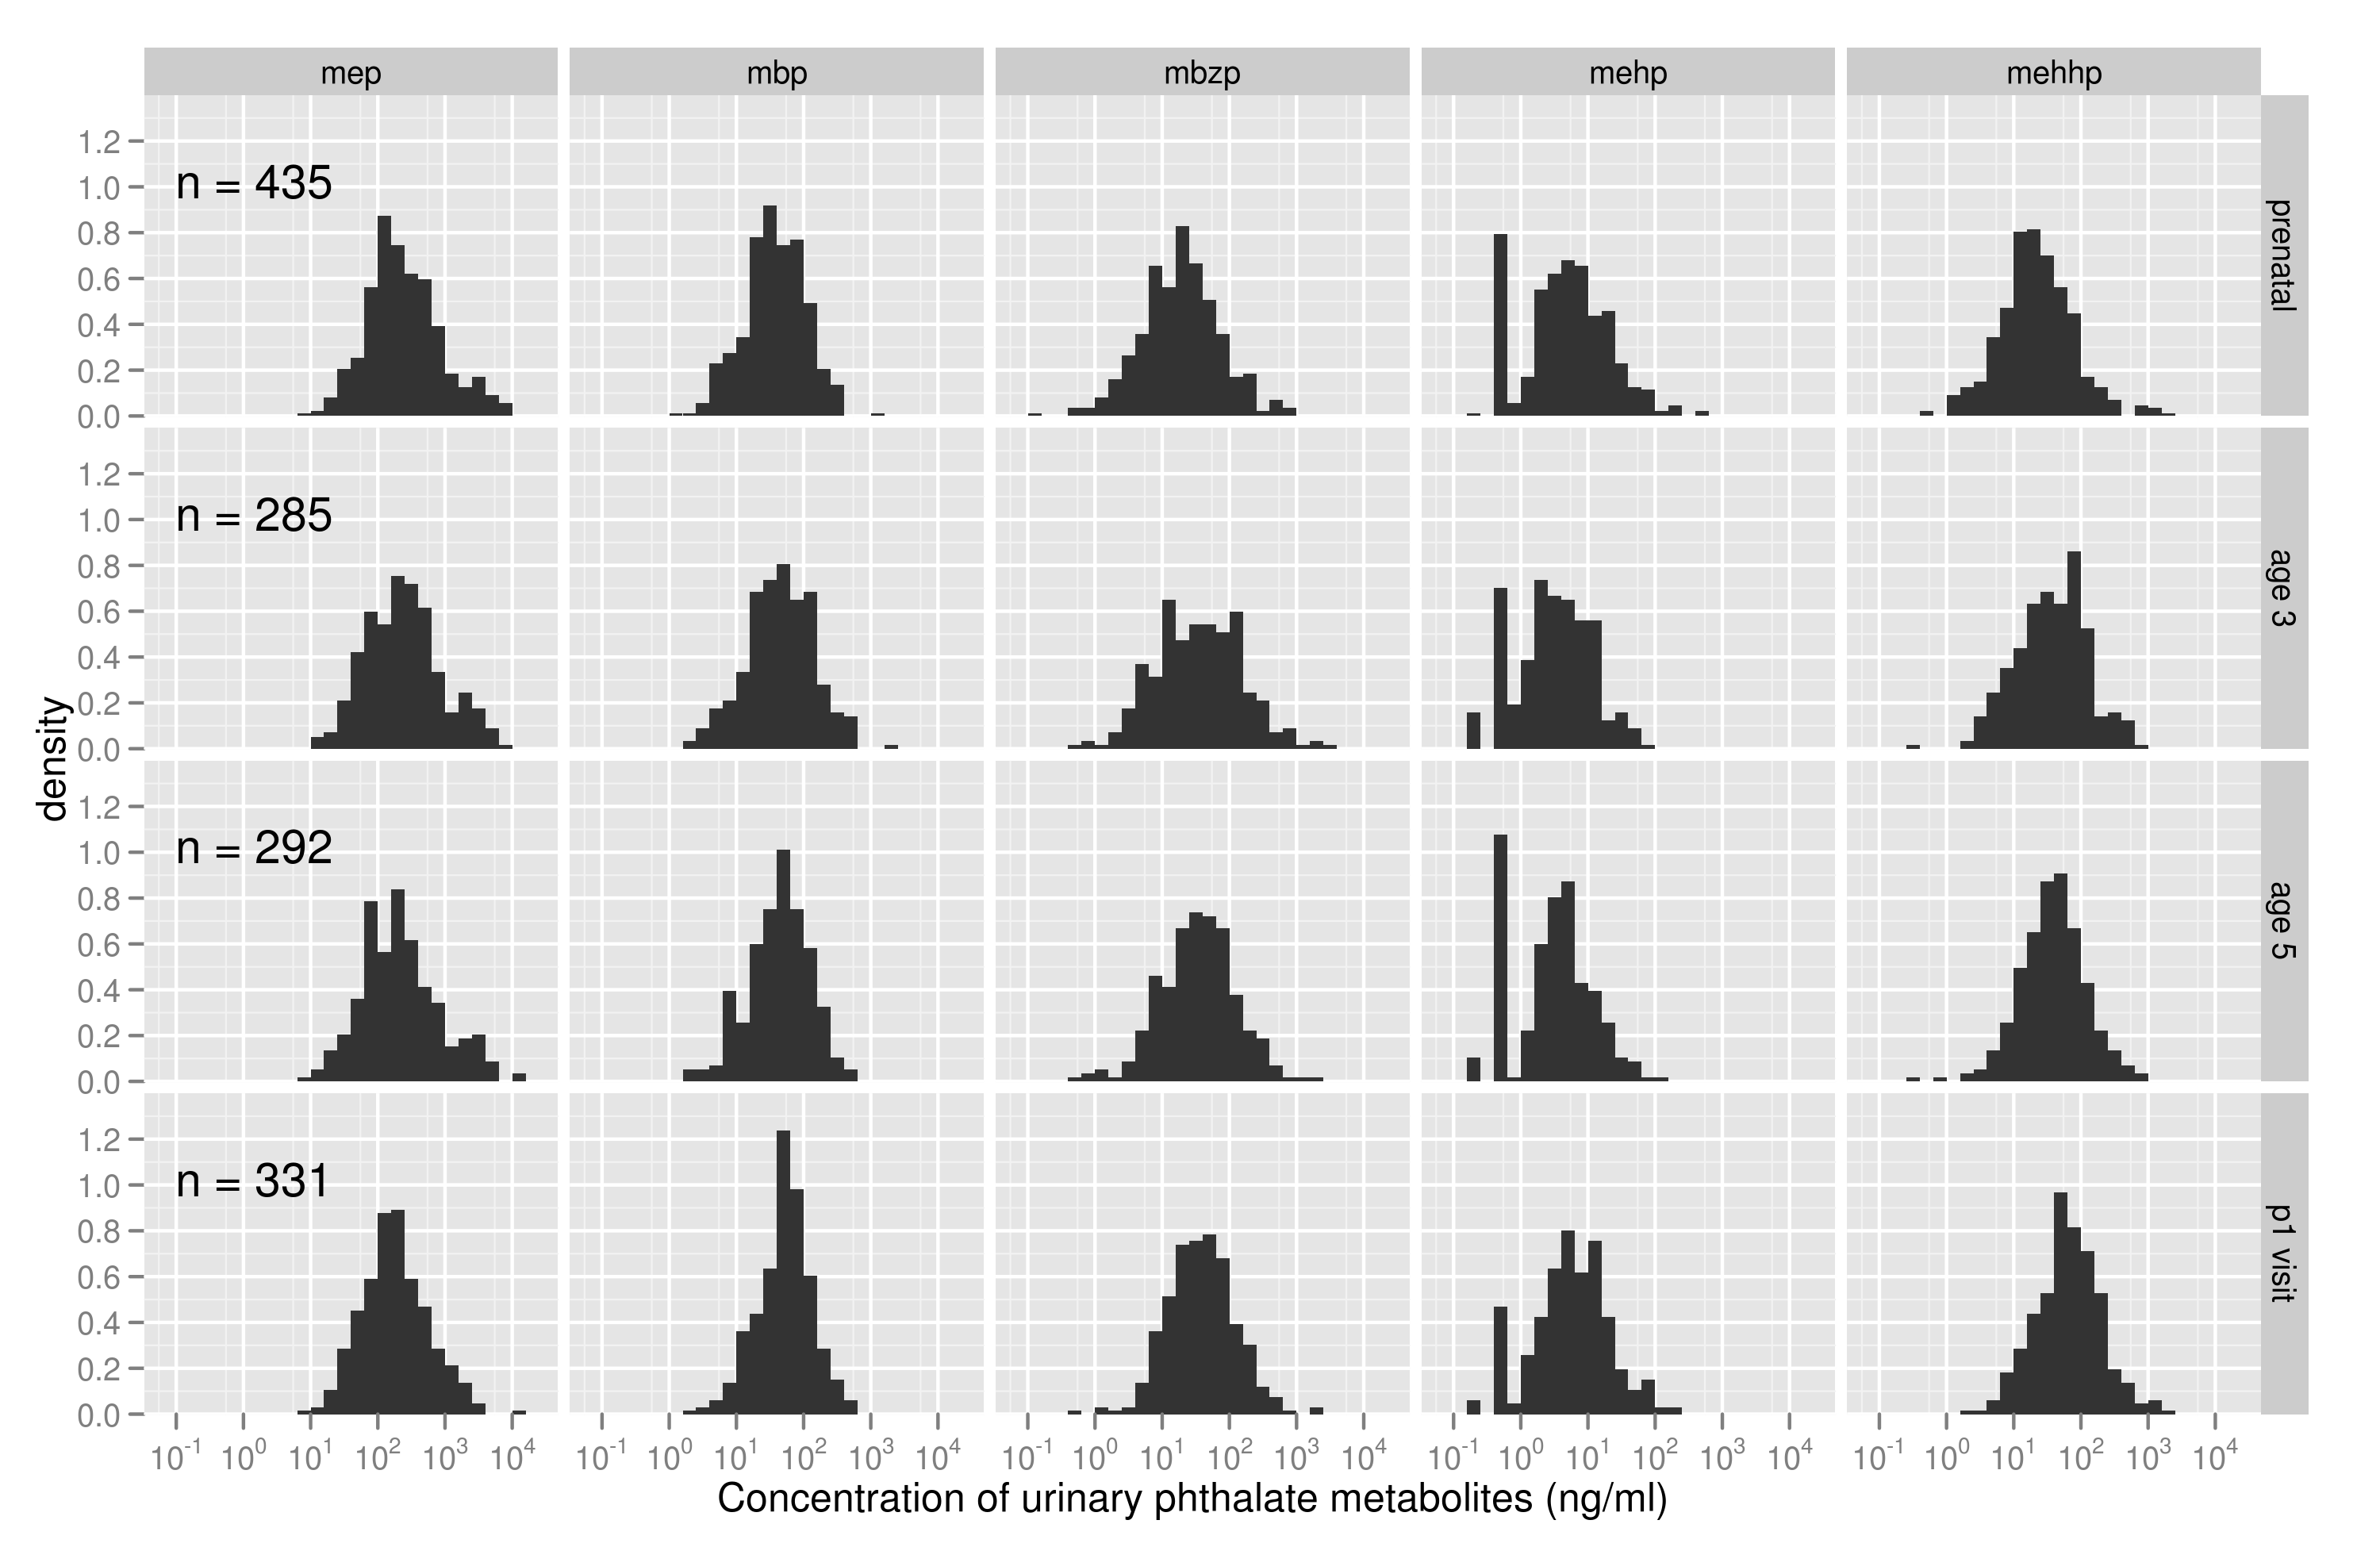 mep mbp mbzp mehp mehhp
1.2
n = 435
1.0
0.8
0.6
0.4
0.2
0.0
prenatal
1.2
n = 285
1.0
0.8
0.6
0.4
0.2
0.0
age 3
density
1.2
n = 292
1.0
0.8
0.6
0.4
0.2
0.0
age 5
1.2
n = 331
1.0
0.8
0.6
0.4
0.2
0.0
p1 visit
10⁻¹ 10⁰ 10¹ 10² 10³ 10⁴ 10⁻¹ 10⁰ 10¹ 10² 10³ 10⁴ 10⁻¹ 10⁰ 10¹ 10² 10³ 10⁴ 10⁻¹ 10⁰ 10¹ 10² 10³ 10⁴ 10⁻¹ 10⁰ 10¹ 10² 10³ 10⁴
Concentration of urinary phthalate metabolites (ng/ml)